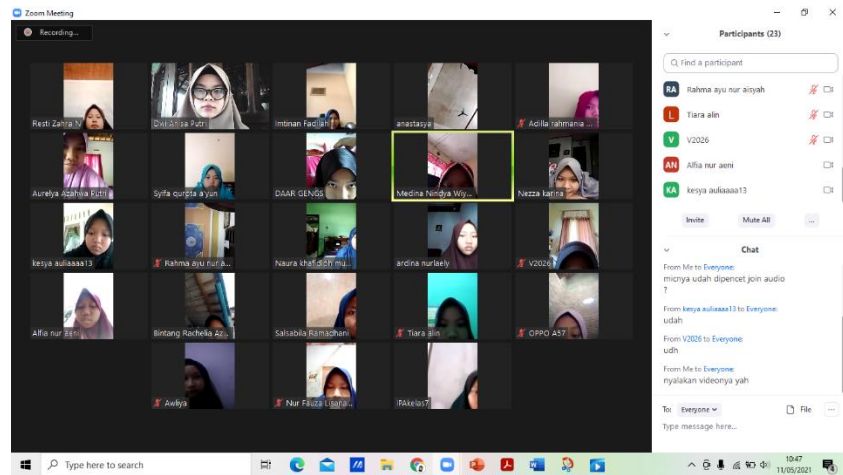 Zoom Meeting
Recording...
Participants (23)
Find a participant
RA Rahma ayu nur aisyah
L Tiara alin
V V2026
AN Alfia nur aeni
KA kesya auliaaaa13
Invite Mute All ...
Chat
From Me to Everyone:
micnya udah dipencet join audio
?
From kesya auliaaaa13 to Everyone:
udah
From V2026 to Everyone:
udh
From Me to Everyone:
nyalakan videonya yah
To: Everyone File ...
Type message here...
Resti Zahra N
Dwi Anisa Putri
Imtinan Fadilah
anastasya
Adilla rahmania ...
Aurelya Azahwa Putri
Syifa qurota a'yun
DAAR GENGS
Medina Nindya Wiy...
Nezza karina
kesya auliaaaa13
Rahma ayu nur a...
Naura khafidloh mu...
ardina nurlaely
V2026
Alfia nur aeni
Bintang Rachelia Az...
Salsabila Ramadhani
Tiara alin
OPPO A57
Awliya
Nur Fauza
IPAkelas7
Type here to search
10:47
11/05/2021